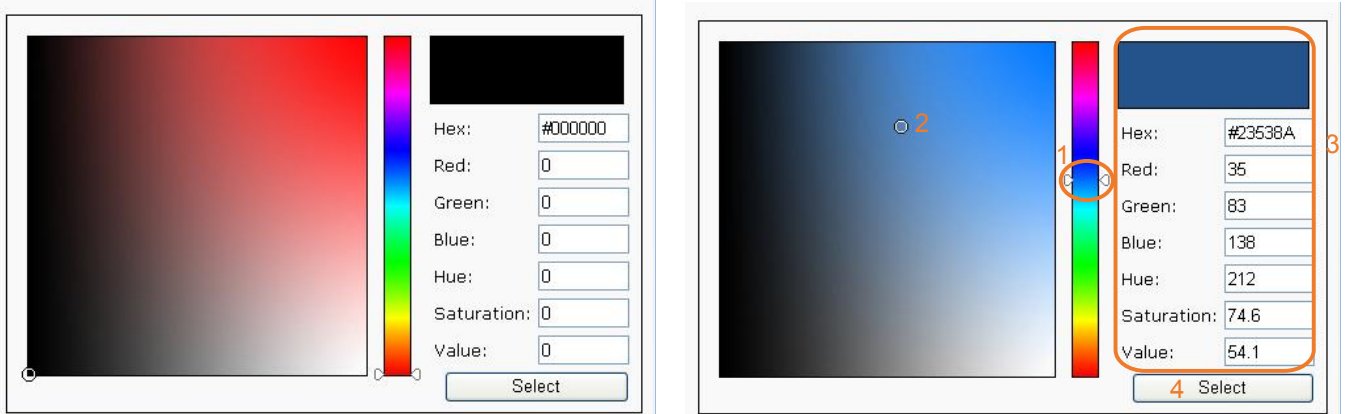 Hex: #000000
Red: 0
Green: 0
Blue: 0
Hue: 0
Saturation: 0
Value: 0
Select
2
1
3
Hex: #23538A
Red: 35
Green: 83
Blue: 138
Hue: 212
Saturation: 74.6
Value: 54.1
4 Select